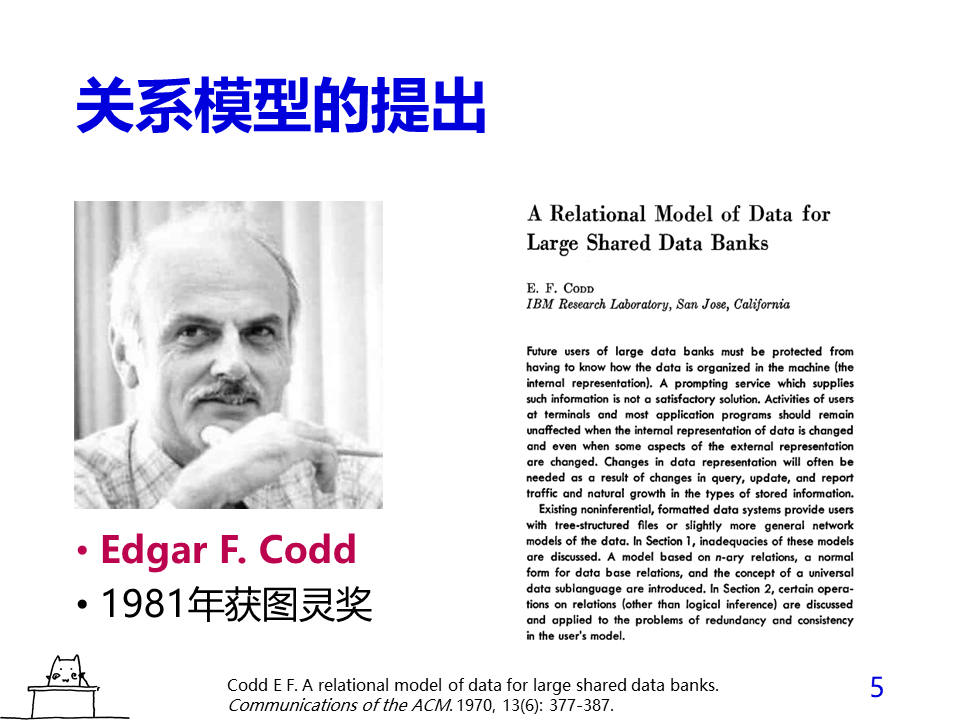 关系模型的提出
A Relational Model of Data for
Large Shared Data Banks
E. F. CODD
IBM Research Laboratory, San Jose, California
Future users of large data banks must be protected from
having to know how the data is organized in the machine (the
internal representation). A prompting service which supplies
such information is not a satisfactory solution. Activities of users
at terminals and most application programs should remain
unaffected when the internal representation of data is changed
and even when some aspects of the external representation
are changed. Changes in data representation will often be
needed as a result of changes in query, update, and report
traffic and natural growth in the types of stored information.
Existing noninferential, formatted data systems provide users
with tree-structured files or slightly more general network
models of the data. In Section 1, inadequacies of these models
are discussed. A model based on n-ary relations, a normal
form for data base relations, and the concept of a universal
data sublanguage are introduced. In Section 2, certain opera-
tions on relations (other than logical inference) are discussed
and applied to the problems of redundancy and consistency
in the user's model.
• Edgar F. Codd
• 1981年获图灵奖
Codd E F. A relational model of data for large shared data banks.
Communications of the ACM. 1970, 13(6): 377-387.
5